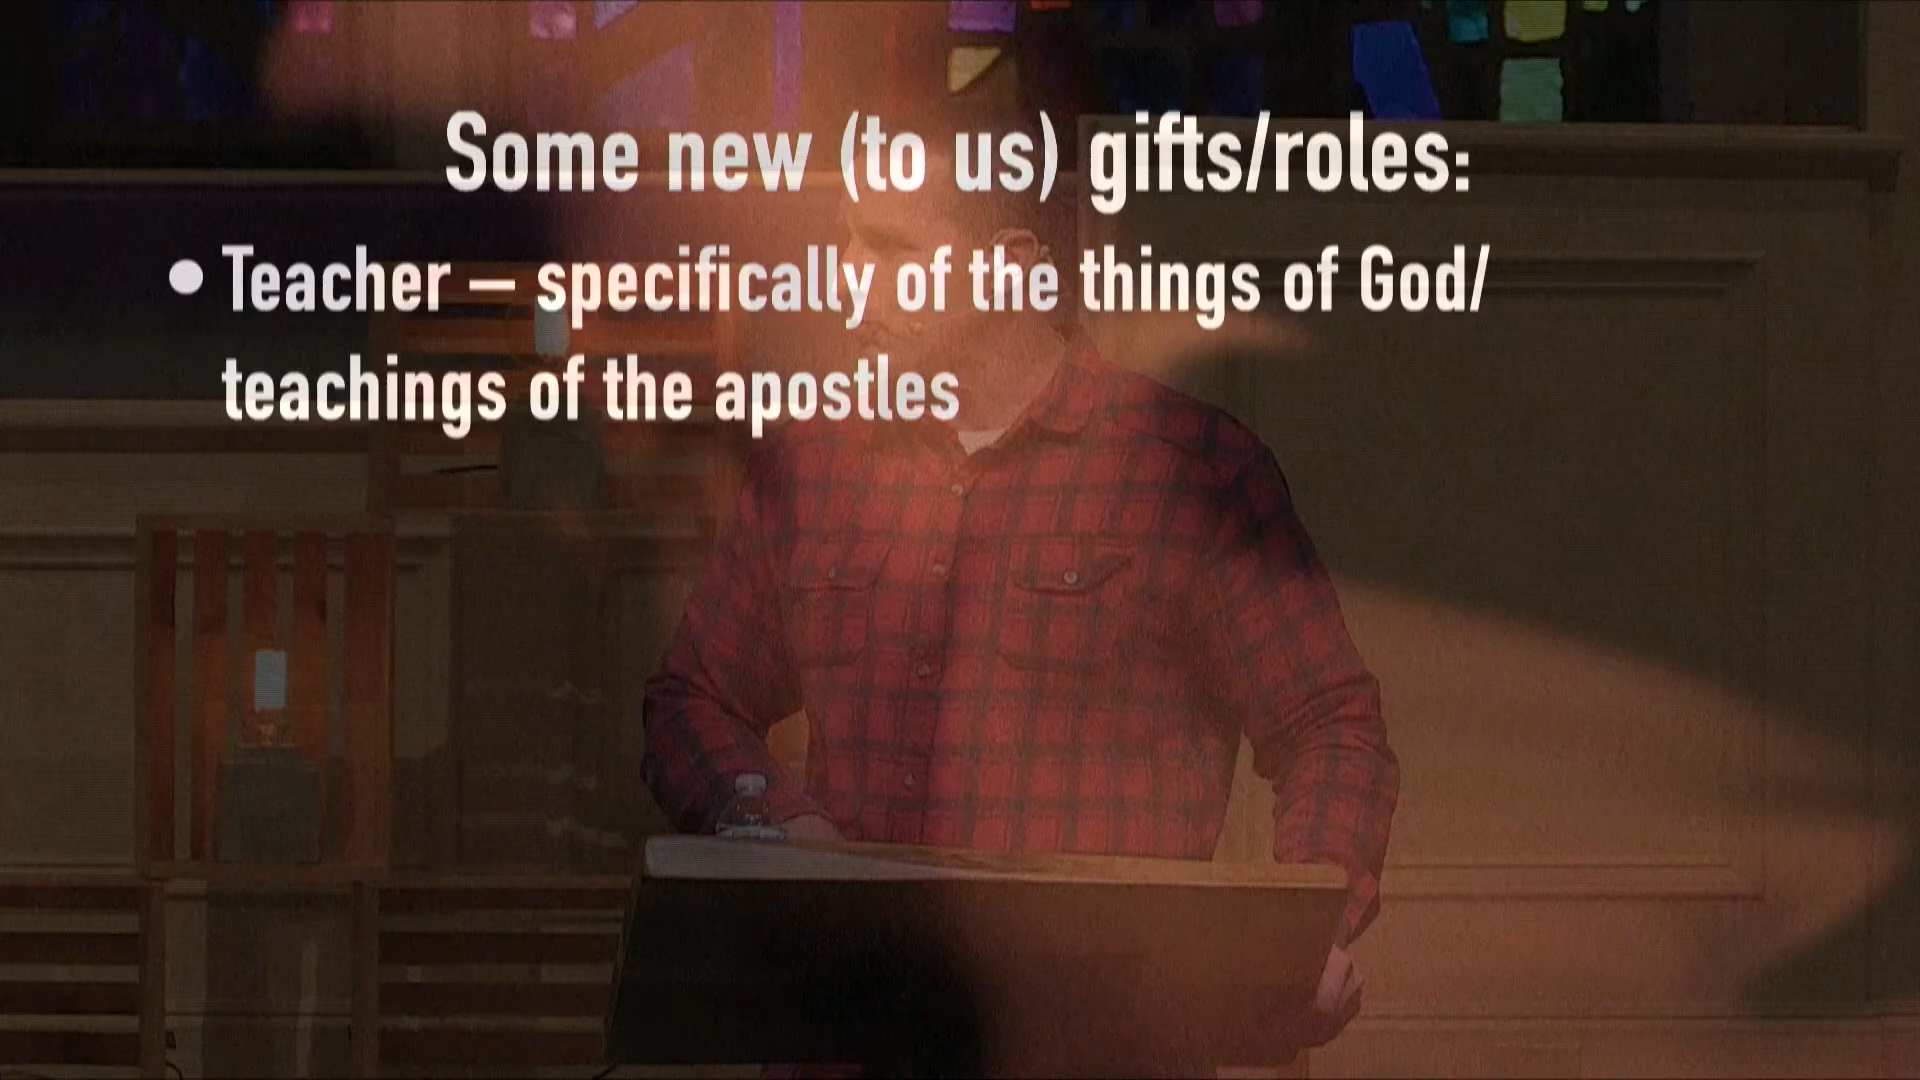 Some new (to us) gifts/roles:
• Teacher – specifically of the things of God/
teachings of the apostles